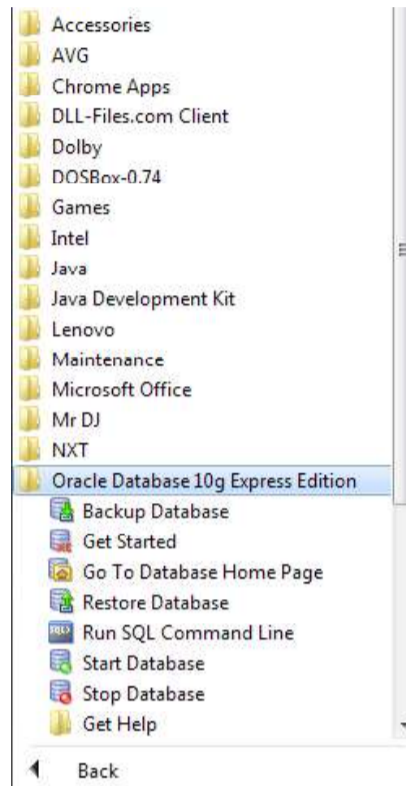 Accessories
AVG
Chrome Apps
DLL-Files.com Client
Dolby
DOSBox-0.74
Games
Intel
Java
Java Development Kit
Lenovo
Maintenance
Microsoft Office
Mr DJ
NXT
Oracle Database 10g Express Edition
Backup Database
Get Started
Go To Database Home Page
Restore Database
Run SQL Command Line
Start Database
Stop Database
Get Help
Back